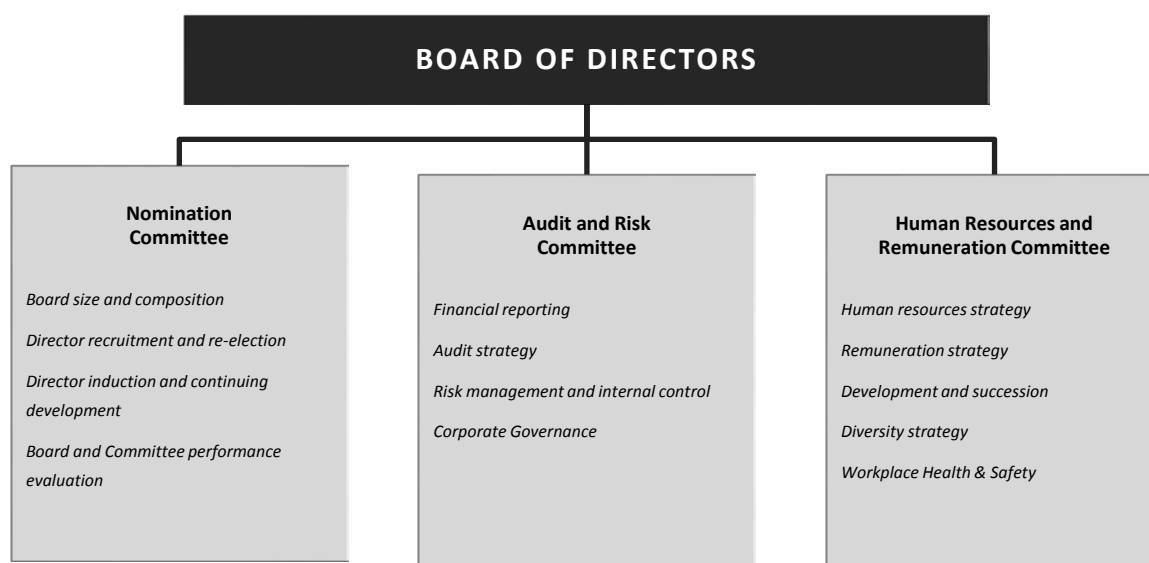 BOARD OF DIRECTORS
Nomination
Committee
Board size and composition
Director recruitment and re-election
Director induction and continuing
development
Board and Committee performance
evaluation
Audit and Risk
Committee
Financial reporting
Audit strategy
Risk management and internal control
Corporate Governance
Human Resources and
Remuneration Committee
Human resources strategy
Remuneration strategy
Development and succession
Diversity strategy
Workplace Health & Safety